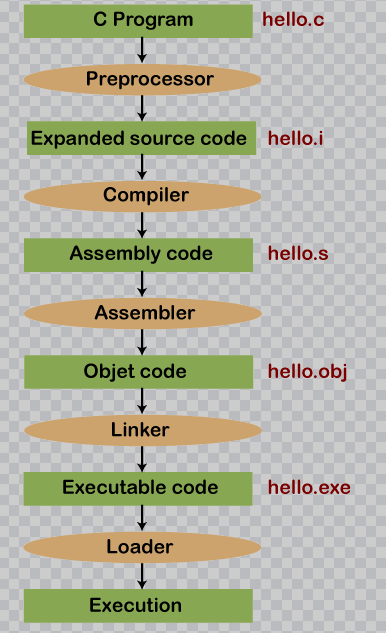 C Program hello.c
Preprocessor
Expanded source code hello.i
Compiler
Assembly code hello.s
Assembler
Objet code hello.obj
Linker
Executable code hello.exe
Loader
Execution